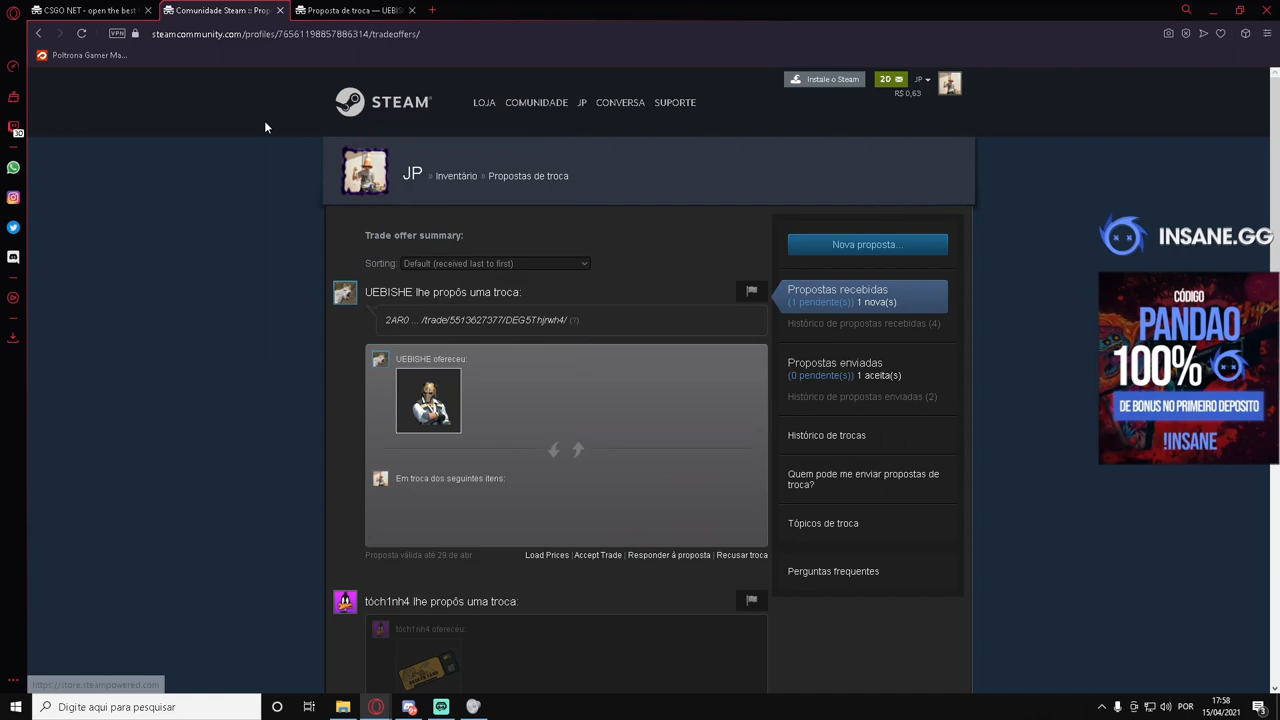 CSGO NET - open the best
Comunidade Steam :: Prop
Proposta de troca — UEBIS
VPN
steamcommunity.com/profiles/76561198857886314/tradeoffers/
Poltrona Gamer Ma...
30
Instale o Steam
20
JP
R$ 0,63
STEAM
LOJA COMUNIDADE JP CONVERSA SUPORTE
JP » Inventário » Propostas de troca
Trade offer summary:
Sorting: Default (received last to first)
UEBISHE lhe propôs uma troca:
2AR0 ... /trade/5513627377/DEG5Thjrwh4/ (?)
UEBISHE ofereceu:
Em troca dos seguintes itens:
Proposta válida até 29 de abr
Load Prices | Accept Trade | Responder à proposta | Recusar troca
tóch1nh4 lhe propôs uma troca:
tóch1nh4 ofereceu:
Nova proposta...
Propostas recebidas
(1 pendente(s)) 1 nova(s)
Histórico de propostas recebidas (4)
Propostas enviadas
(0 pendente(s)) 1 aceita(s)
Histórico de propostas enviadas (2)
Histórico de trocas
Quem pode me enviar propostas de
troca?
Tópicos de troca
Perguntas frequentes
INSANE.GG
CÓDIGO
PANDAO
100%
DE BONUS NO PRIMEIRO DEPOSITO
!INSANE
https://store.steampowered.com
Digite aqui para pesquisar
POR
17:58
15/04/2021
3